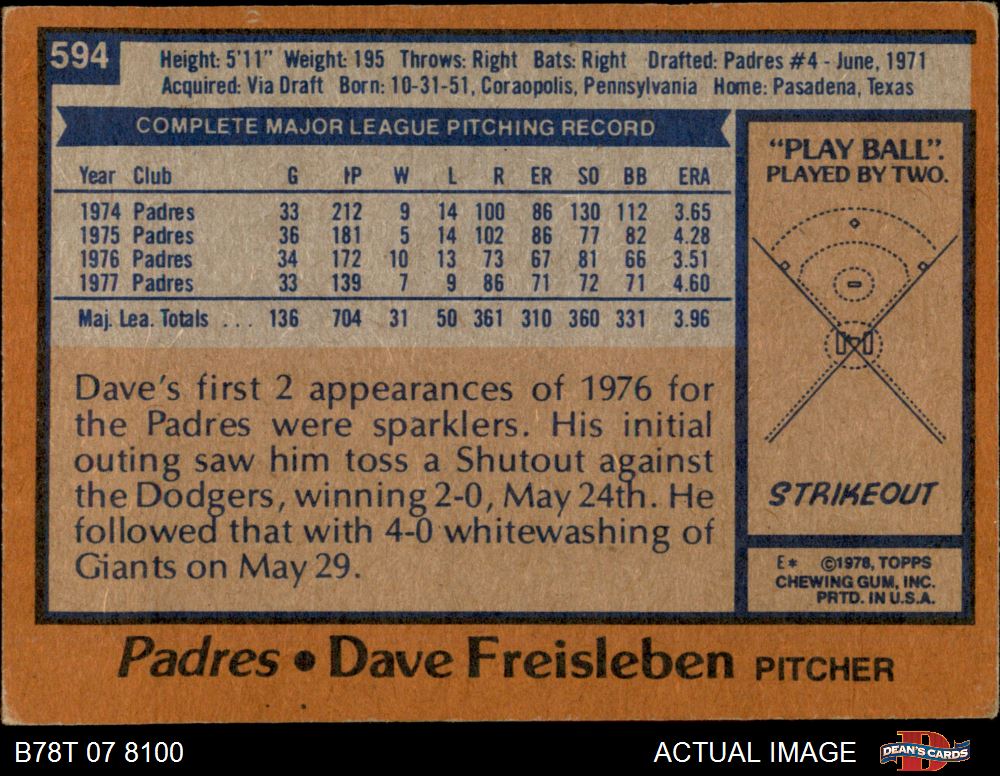 594
Height: 5'11" Weight: 195 Throws: Right Bats: Right Drafted: Padres #4 - June, 1971
Acquired: Via Draft Born: 10-31-51, Coraopolis, Pennsylvania Home: Pasadena, Texas
COMPLETE MAJOR LEAGUE PITCHING RECORD
Year Club G IP W L R ER SO BB ERA
1974 Padres 33 212 9 14 100 86 130 112 3.65
1975 Padres 36 181 5 14 102 86 77 82 4.28
1976 Padres 34 172 10 13 73 67 81 66 3.51
1977 Padres 33 139 7 9 86 71 72 71 4.60
Maj. Lea. Totals . . . 136 704 31 50 361 310 360 331 3.96
Dave's first 2 appearances of 1976 for
the Padres were sparklers. His initial
outing saw him toss a Shutout against
the Dodgers, winning 2-0, May 24th. He
followed that with 4-0 whitewashing of
Giants on May 29.
"PLAY BALL".
PLAYED BY TWO.
STRIKEOUT
E* ©1978, TOPPS
CHEWING GUM, INC.
PRTD. IN U.S.A.
Padres • Dave Freisleben PITCHER
B78T 07 8100 ACTUAL IMAGE
DEAN'S CARDS